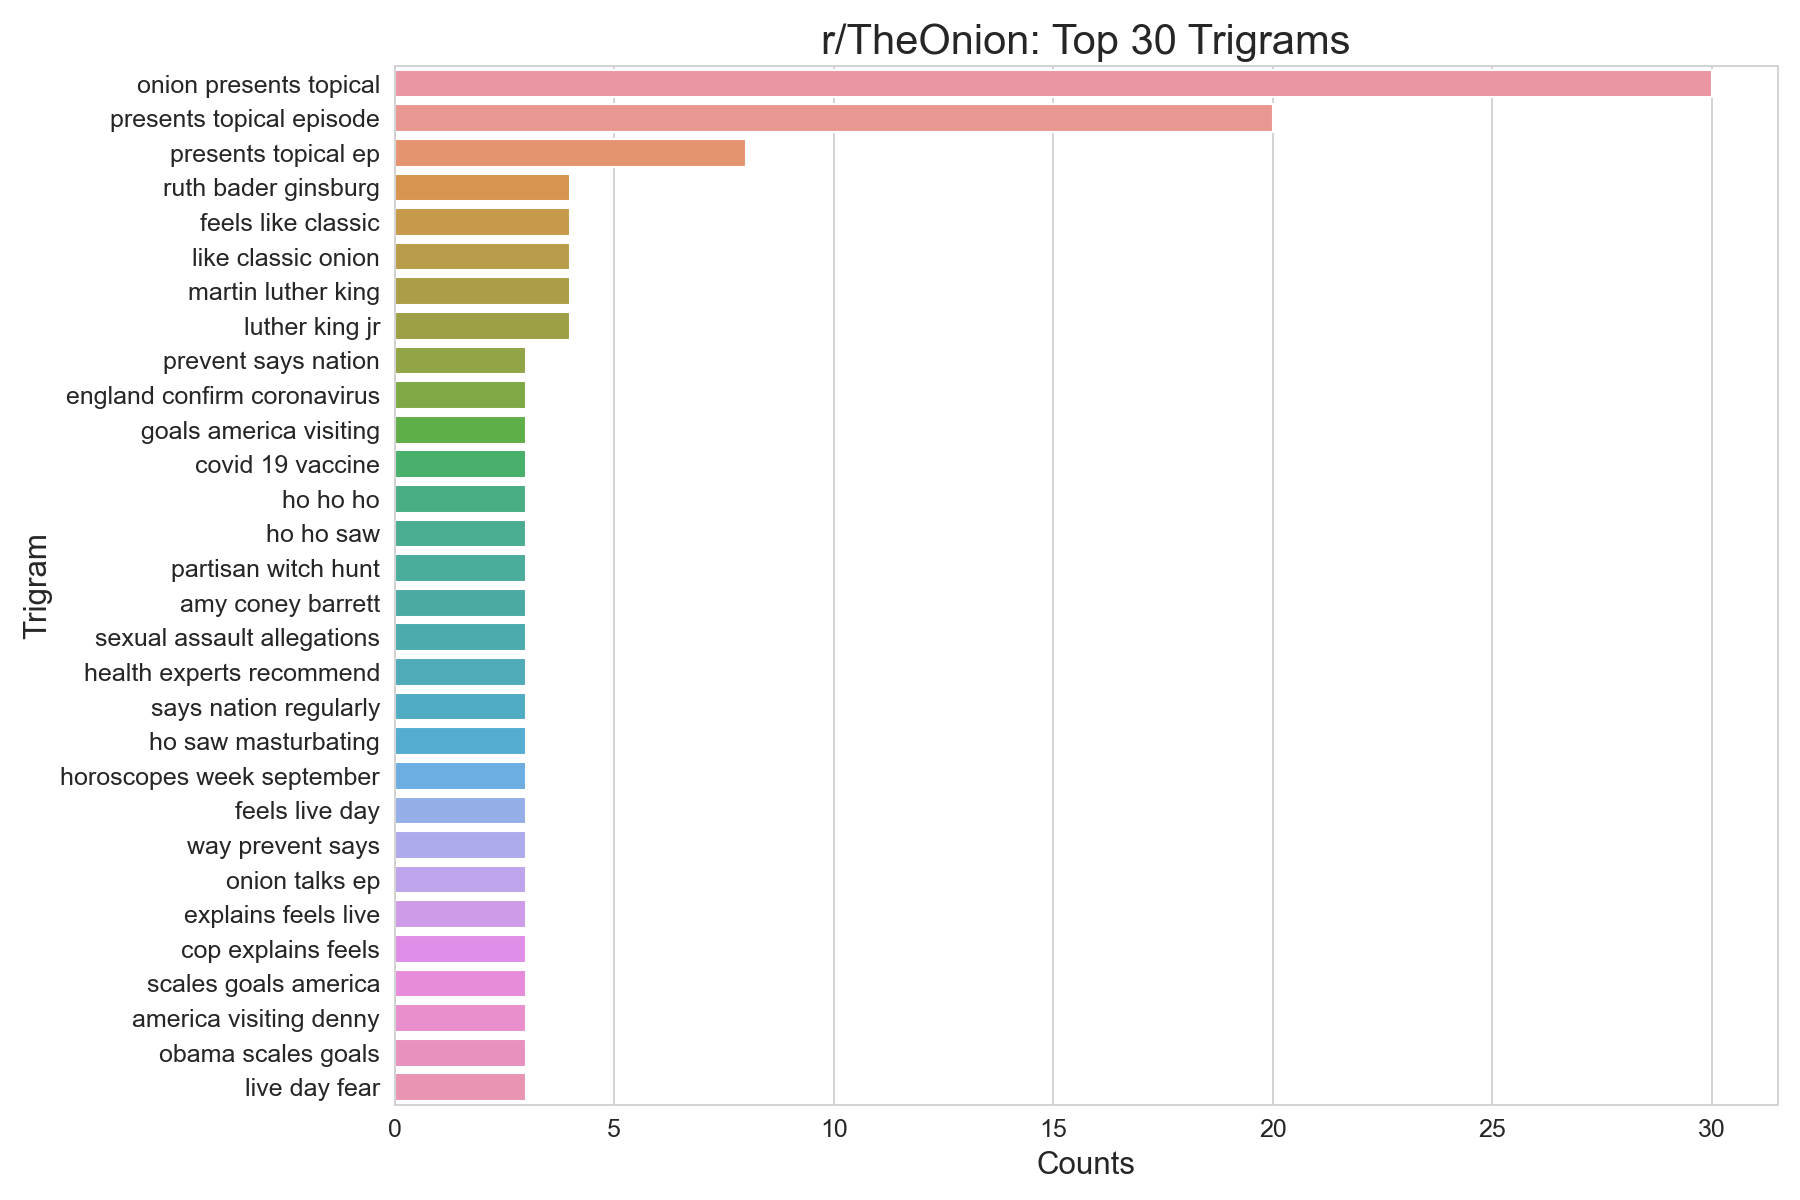 r/TheOnion: Top 30 Trigrams
onion presents topical
presents topical episode
presents topical ep
ruth bader ginsburg
feels like classic
like classic onion
martin luther king
luther king jr
prevent says nation
england confirm coronavirus
goals america visiting
covid 19 vaccine
ho ho ho
ho ho saw
partisan witch hunt
amy coney barrett
sexual assault allegations
health experts recommend
says nation regularly
ho saw masturbating
horoscopes week september
feels live day
way prevent says
onion talks ep
explains feels live
cop explains feels
scales goals america
america visiting denny
obama scales goals
live day fear
Trigram
0 5 10 15 20 25 30
Counts